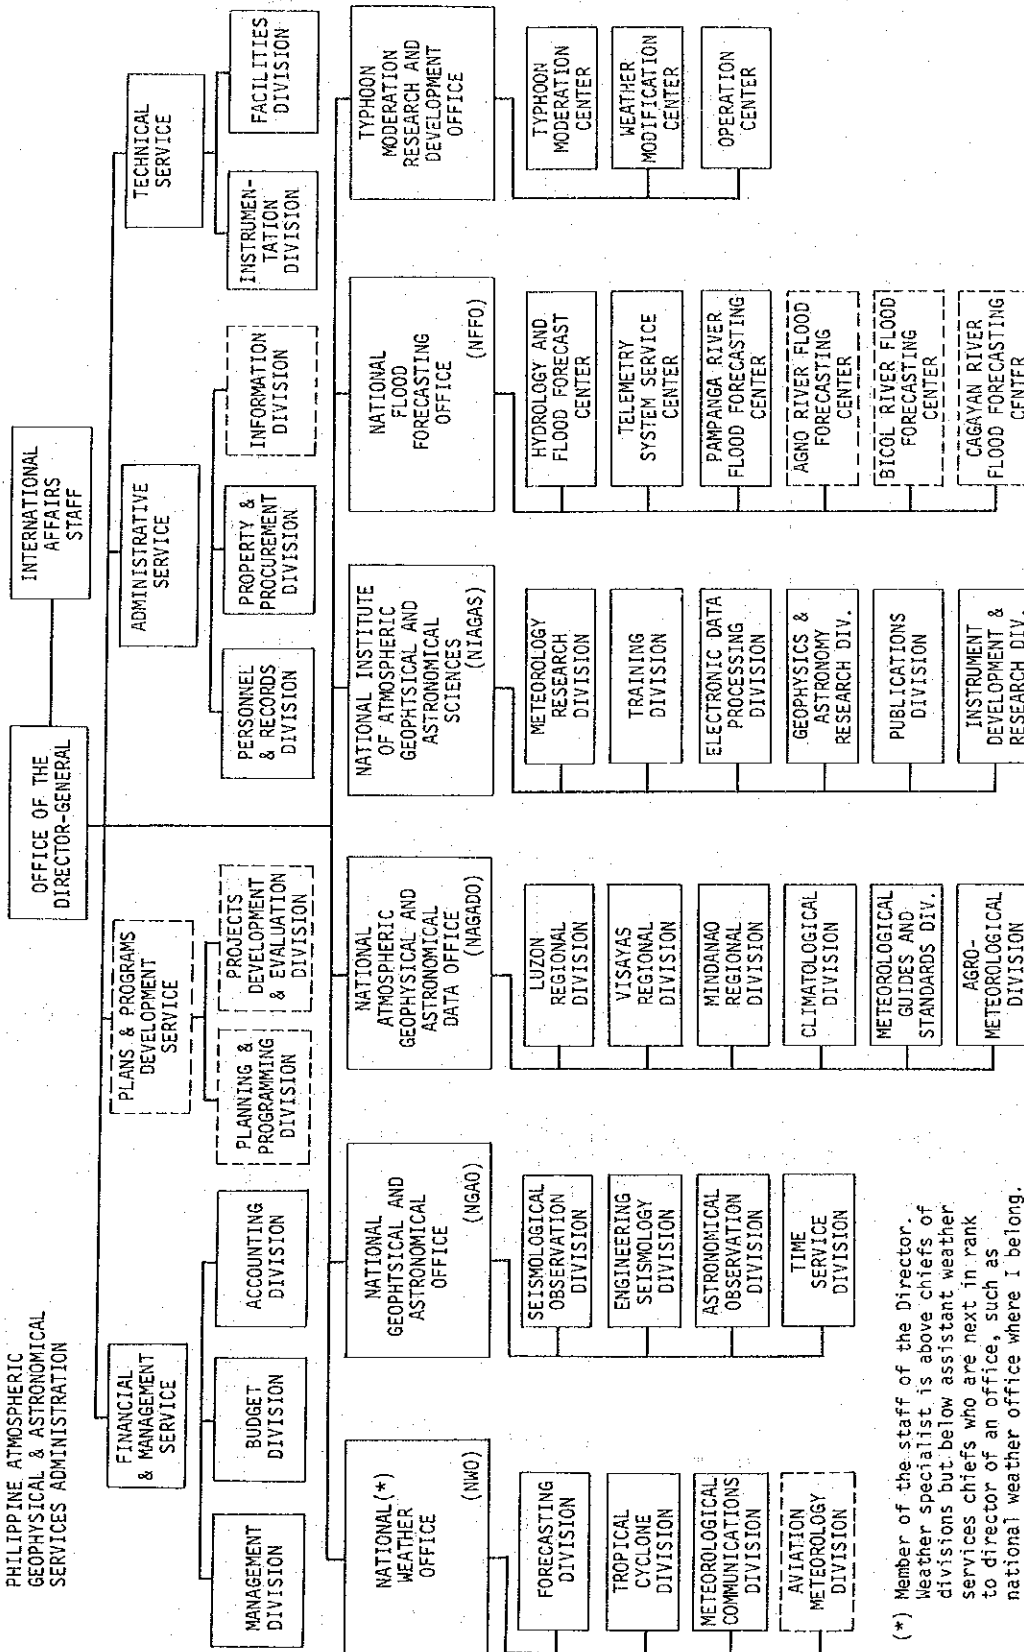 PHILIPPINE ATMOSPHERIC
GEOPHYSICAL & ASTRONOMICAL
SERVICES ADMINISTRATION
OFFICE OF THE
DIRECTOR-GENERAL
INTERNATIONAL
AFFAIRS
STAFF
FINANCIAL
& MANAGEMENT
SERVICE
PLANS & PROGRAMS
DEVELOPMENT
SERVICE
ADMINISTRATIVE
SERVICE
TECHNICAL
SERVICE
MANAGEMENT
DIVISION
BUDGET
DIVISION
ACCOUNTING
DIVISION
PLANNING &
PROGRAMMING
DIVISION
PROJECTS
DEVELOPMENT
& EVALUATION
DIVISION
PERSONNEL
& RECORDS
DIVISION
PROPERTY &
PROCUREMENT
DIVISION
INFORMATION
DIVISION
INSTRUMEN-
TATION
DIVISION
FACILITIES
DIVISION
NATIONAL(*)
WEATHER
OFFICE
(NWO)
FORECASTING
DIVISION
TROPICAL
CYCLONE
DIVISION
METEOROLOGICAL
COMMUNICATIONS
DIVISION
AVIATION
METEOROLOGY
DIVISION
NATIONAL
GEOPHTSICAL AND
ASTRONOMICAL
OFFICE
(NGAO)
SEISMOLOGICAL
OBSERVATION
DIVISION
ENGINEERING
SEISMOLOGY
DIVISION
ASTRONOMICAL
OBSERVATION
DIVISION
TIME
SERVICE
DIVISION
NATIONAL
ATMOSPHERIC
GEOPHYSICAL AND
ASTRONOMICAL
DATA OFFICE
(NAGADO)
LUZON
REGIONAL
DIVISION
VISAYAS
REGIONAL
DIVISION
MINDANAO
REGIONAL
DIVISION
CLIMATOLOGICAL
DIVISION
METEOROLOGICAL
GUIDES AND
STANDARDS DIV.
AGRO-
METEOROLOGICAL
DIVISION
NATIONAL INSTITUTE
OF ATMOSPHERIC
GEOPHTSICAL AND
ASTRONOMICAL
SCIENCES
(NIAGAS)
METEOROLOGY
RESEARCH
DIVISION
TRAINING
DIVISION
ELECTRONIC DATA
PROCESSING
DIVISION
GEOPHYSICS &
ASTRONOMY
RESEARCH DIV.
PUBLICATIONS
DIVISION
INSTRUMENT
DEVELOPMENT &
RESEARCH DIV.
NATIONAL
FLOOD
FORECASTING
OFFICE
(NFFO)
HYDROLOGY AND
FLOOD FORECAST
CENTER
TELEMETRY
SYSTEM SERVICE
CENTER
PAMPANGA RIVER
FLOOD FORECASTING
CENTER
AGNO RIVER FLOOD
FORECASTING
CENTER
BICOL RIVER FLOOD
FORECASTING
CENTER
CAGAYAN RIVER
FLOOD FORECASTING
CENTER
TYPHOON
MODERATION
RESEARCH AND
DEVELOPMENT
OFFICE
TYPHOON
MODERATION
CENTER
WEATHER
MODIFICATION
CENTER
OPERATION
CENTER
(*) Member of the staff of the Director.
Weather specialist is above chiefs of
divisions but below assistant weather
services chiefs who are next in rank
to director of an office, such as
national weather office where I belong.